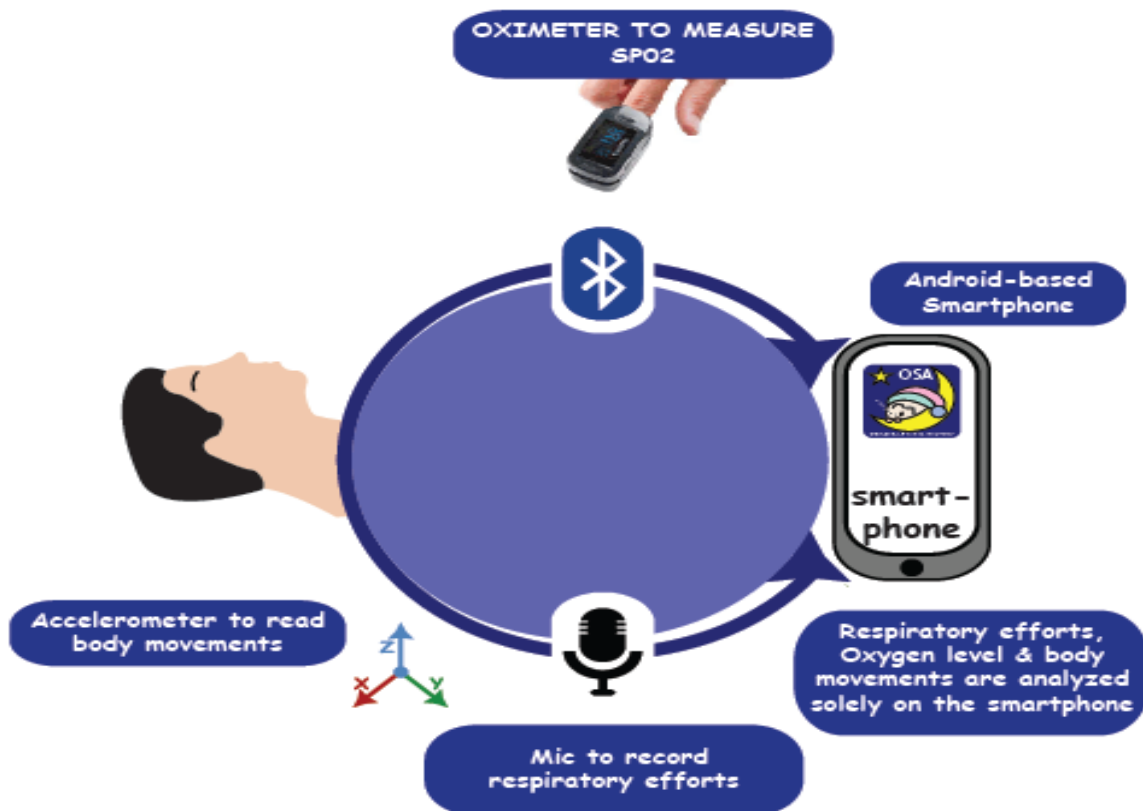 OXIMETER TO MEASURE
SPO2
Android-based
Smartphone
OSA
smart-
phone
Accelerometer to read
body movements
Z
X
Y
Respiratory efforts,
Oxygen level & body
movements are analyzed
solely on the smartphone
Mic to record
respiratory efforts